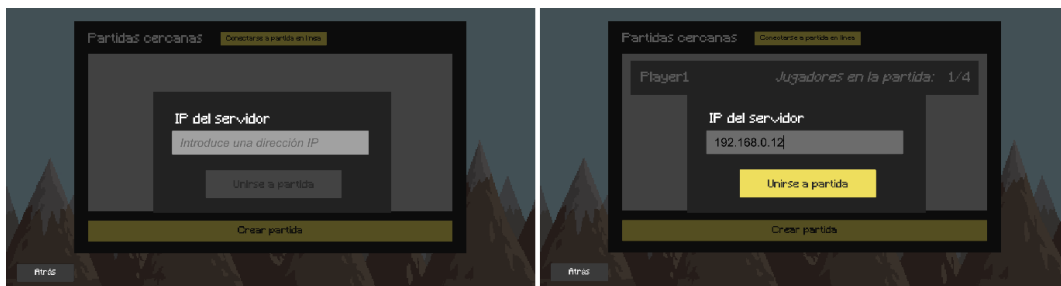 Partidas cercanas Conectarse a partida en línea
IP del servidor
Introduce una dirección IP
Unirse a partida
Crear partida
Atrás
Partidas cercanas Conectarse a partida en línea
Player1 Jugadores en la partida: 1/4
IP del servidor
192.168.0.12
Unirse a partida
Crear partida
Atrás